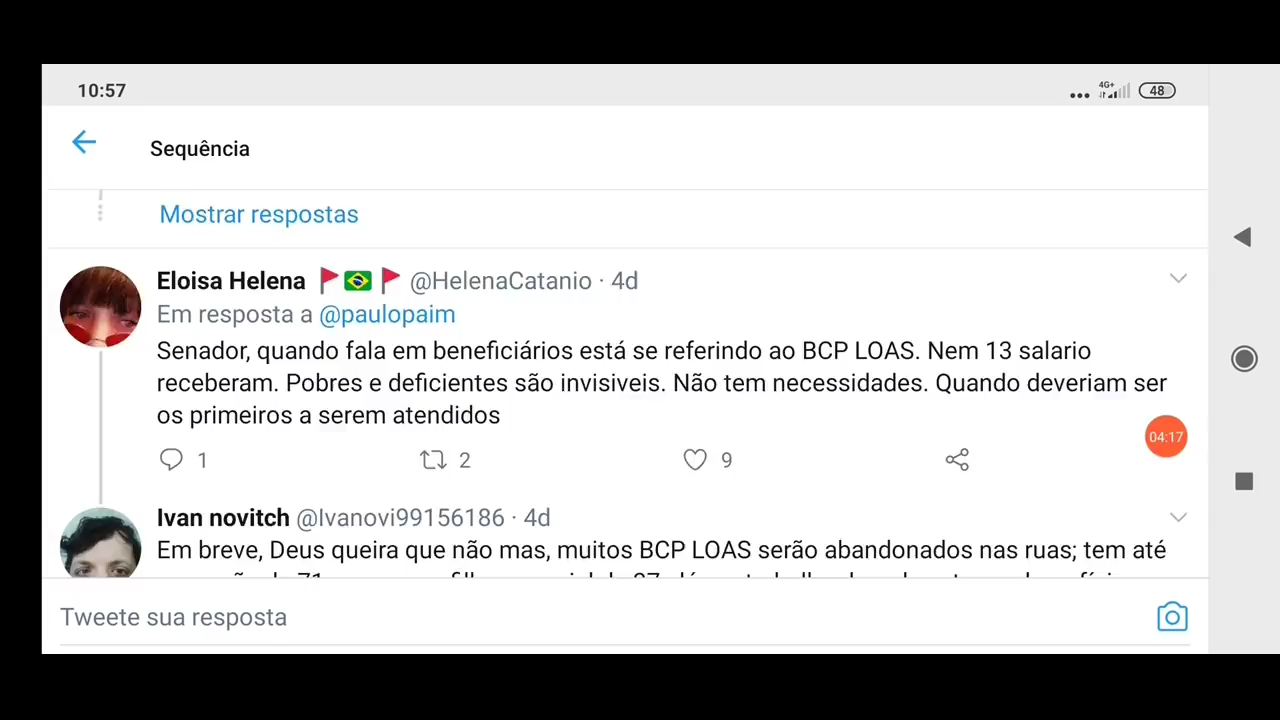 10:57
4G+
48
Sequência
Mostrar respostas
Eloisa Helena 🚩🇧🇷🚩 @HelenaCatanio · 4d
Em resposta a @paulopaim
Senador, quando fala em beneficiários está se referindo ao BCP LOAS. Nem 13 salario
receberam. Pobres e deficientes são invisiveis. Não tem necessidades. Quando deveriam ser
os primeiros a serem atendidos
04:17
1
2
9
Ivan novitch @Ivanovi99156186 · 4d
Em breve, Deus queira que não mas, muitos BCP LOAS serão abandonados nas ruas; tem até
Tweete sua resposta